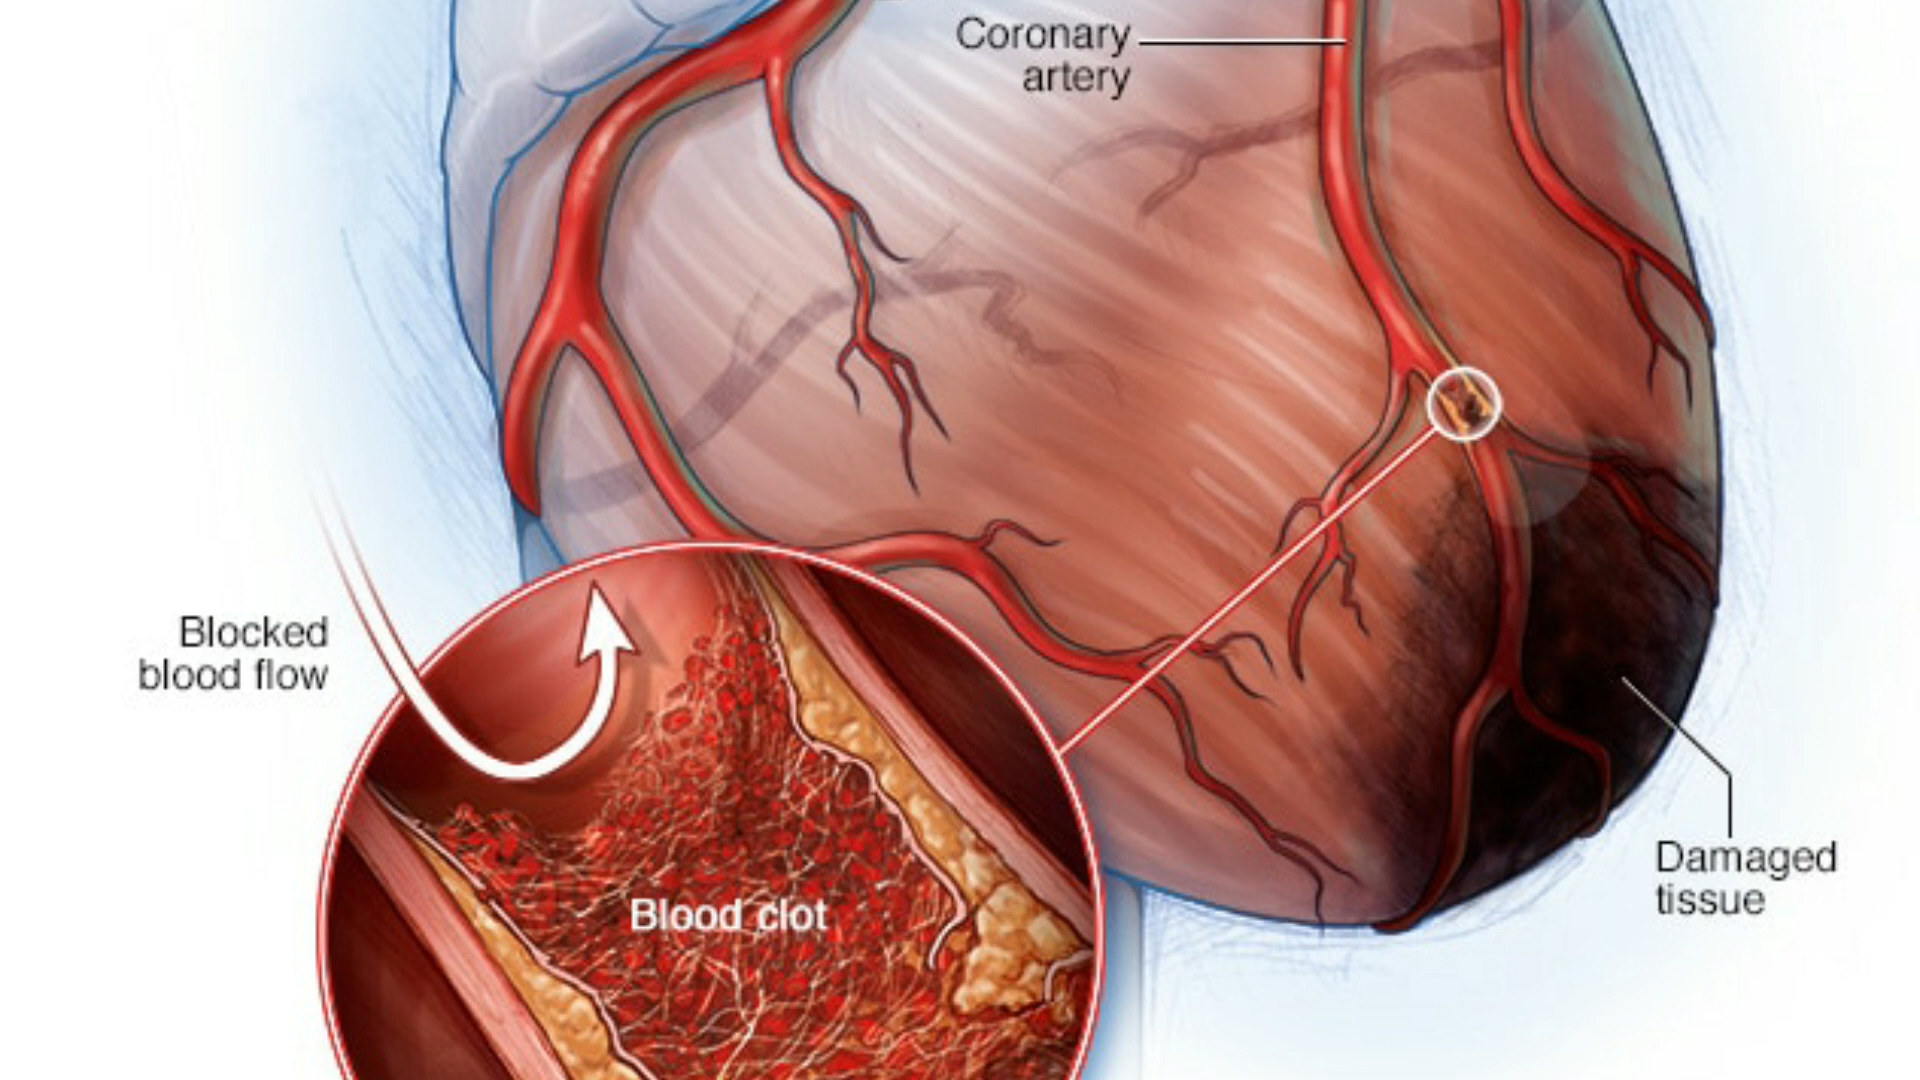 Coronary
artery
Blocked
blood flow
Blood clot
Damaged
tissue